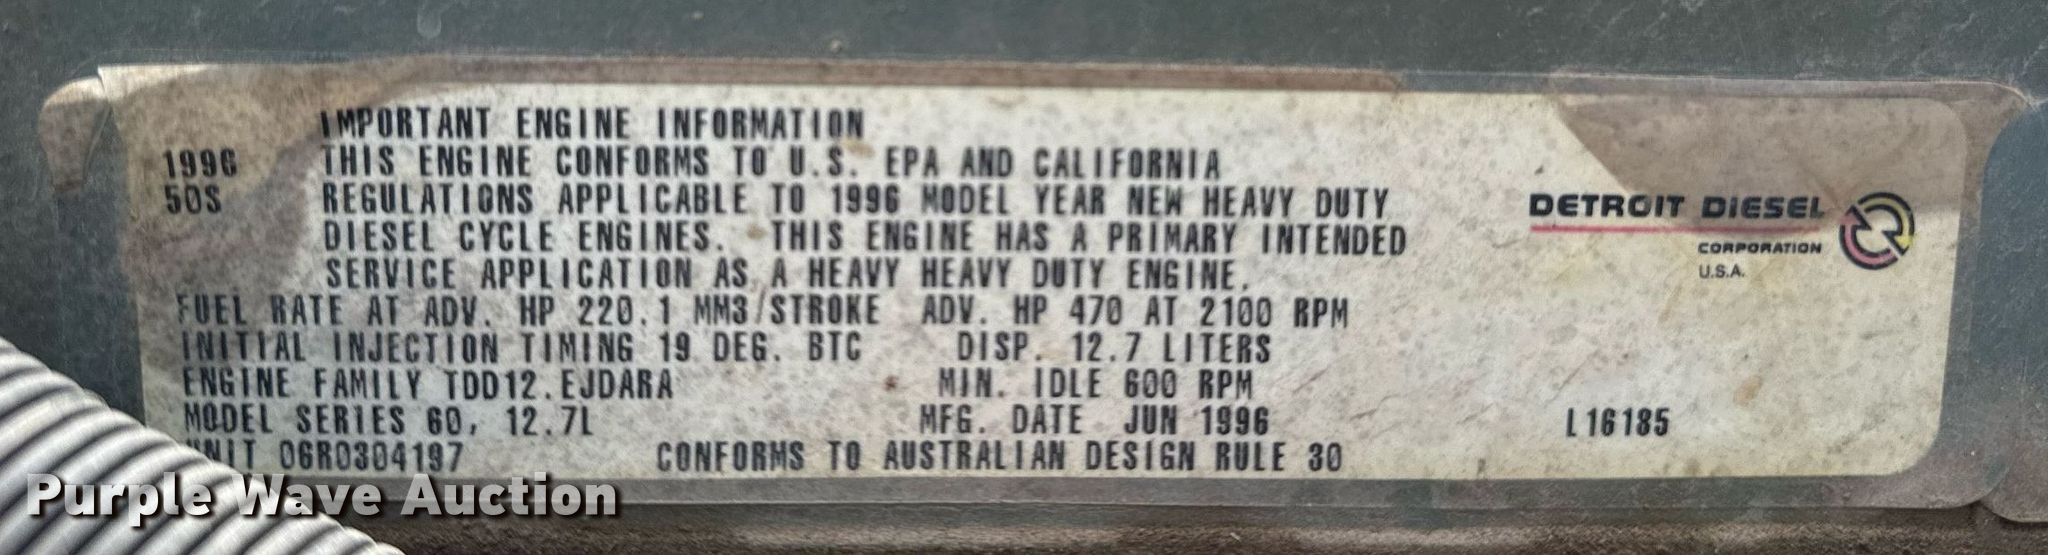 IMPORTANT ENGINE INFORMATION
1996 THIS ENGINE CONFORMS TO U.S. EPA AND CALIFORNIA
50S REGULATIONS APPLICABLE TO 1996 MODEL YEAR NEW HEAVY DUTY
DIESEL CYCLE ENGINES. THIS ENGINE HAS A PRIMARY INTENDED
SERVICE APPLICATION AS A HEAVY HEAVY DUTY ENGINE.
FUEL RATE AT ADV. HP 220.1 MM3/STROKE ADV. HP 470 AT 2100 RPM
INITIAL INJECTION TIMING 19 DEG. BTC DISP. 12.7 LITERS
ENGINE FAMILY TDD12.EJDARA MIN. IDLE 600 RPM
MODEL SERIES 60, 12.7L MFG. DATE JUN 1996
UNIT 06R0304197 CONFORMS TO AUSTRALIAN DESIGN RULE 30
DETROIT DIESEL
CORPORATION
U.S.A.
L16185
Purple Wave Auction